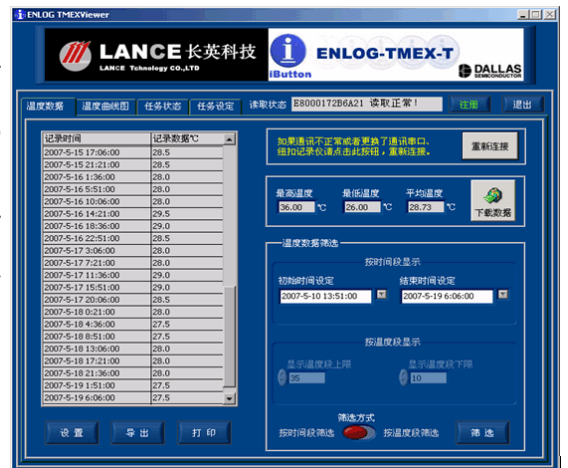 ENLOG TMEXViewer
LANCE 长英科技
LANCE Tehnology CO.,LTD
iButton
ENLOG-TMEX-T
DALLAS
SEMICONDUCTOR
温度数据 温度曲线图 任务状态 任务设定 读取状态 E8000172B6A21 读取正常! 注册 退出
记录时间 记录数据℃
2007-5-15 17:06:00 28.5
2007-5-15 21:21:00 28.5
2007-5-16 1:36:00 28.0
2007-5-16 5:51:00 28.0
2007-5-16 10:06:00 28.0
2007-5-16 14:21:00 29.5
2007-5-16 18:36:00 29.0
2007-5-16 22:51:00 28.5
2007-5-17 3:06:00 28.0
2007-5-17 7:21:00 28.0
2007-5-17 11:36:00 29.0
2007-5-17 15:51:00 29.0
2007-5-17 20:06:00 28.5
2007-5-18 0:21:00 28.0
2007-5-18 4:36:00 27.5
2007-5-18 8:51:00 27.5
2007-5-18 13:06:00 28.0
2007-5-18 17:21:00 28.0
2007-5-18 21:36:00 28.0
2007-5-19 1:51:00 27.5
2007-5-19 6:06:00 27.5
设置 导出 打印
如果通讯不正常或者更换了通讯串口、
纽扣记录仪请点击此按钮,重新连接。
重新连接
最高温度 最低温度 平均温度
36.00 ℃ 26.00 ℃ 28.73 ℃
下载数据
温度数据筛选
按时间段显示
初始时间设定 结束时间设定
2007-5-10 13:51:00 2007-5-19 6:06:00
按温度段显示
显示温度段上限 显示温度段下限
35 10
筛选方式
按时间段筛选 按温度段筛选 筛选